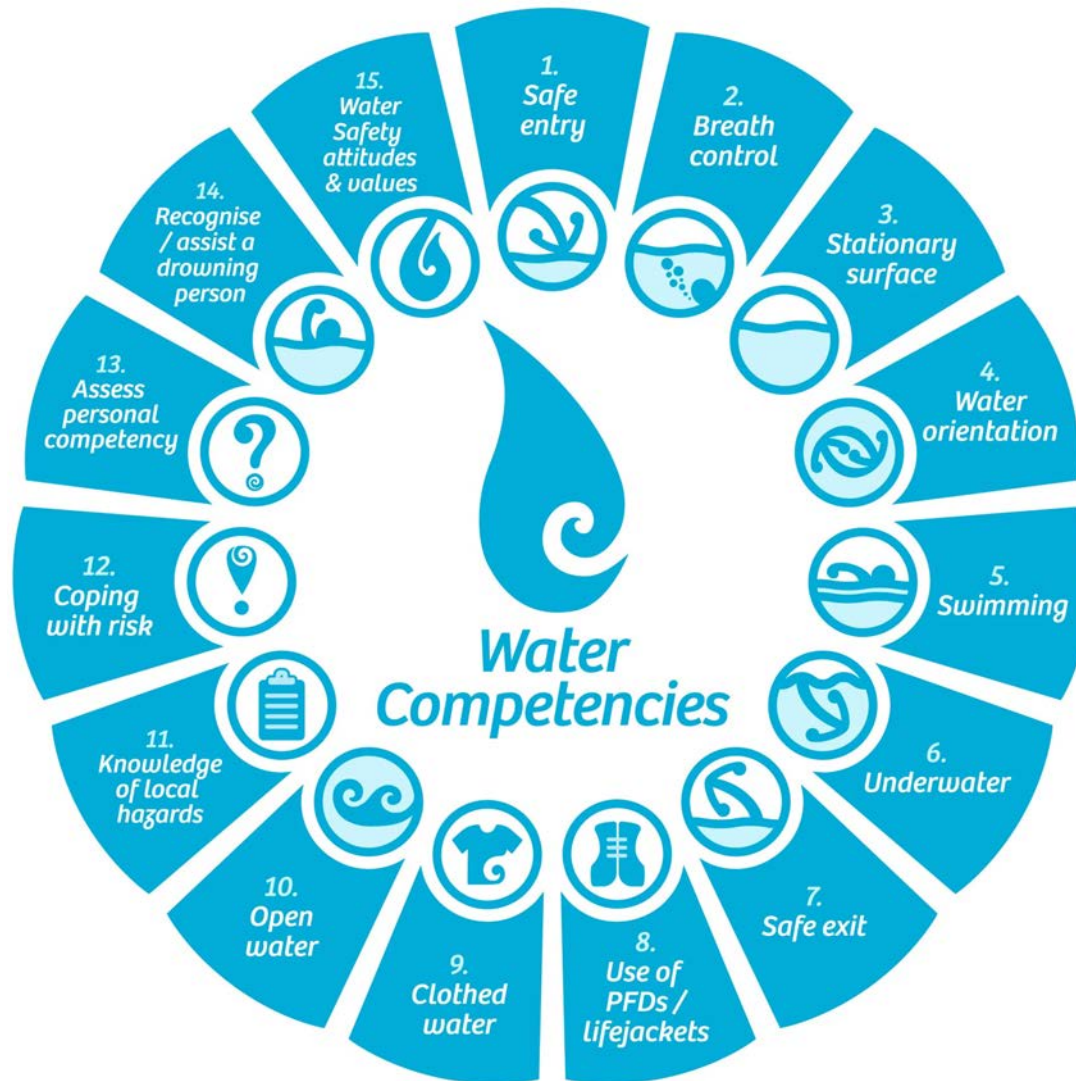 1.
Safe
entry
2.
Breath
control
3.
Stationary
surface
4.
Water
orientation
5.
Swimming
6.
Underwater
7.
Safe exit
8.
Use of
PFDs /
lifejackets
9.
Clothed
water
10.
Open
water
11.
Knowledge
of local
hazards
12.
Coping
with risk
13.
Assess
personal
competency
14.
Recognise
/ assist a
drowning
person
15.
Water
Safety
attitudes
& values
Water
Competencies